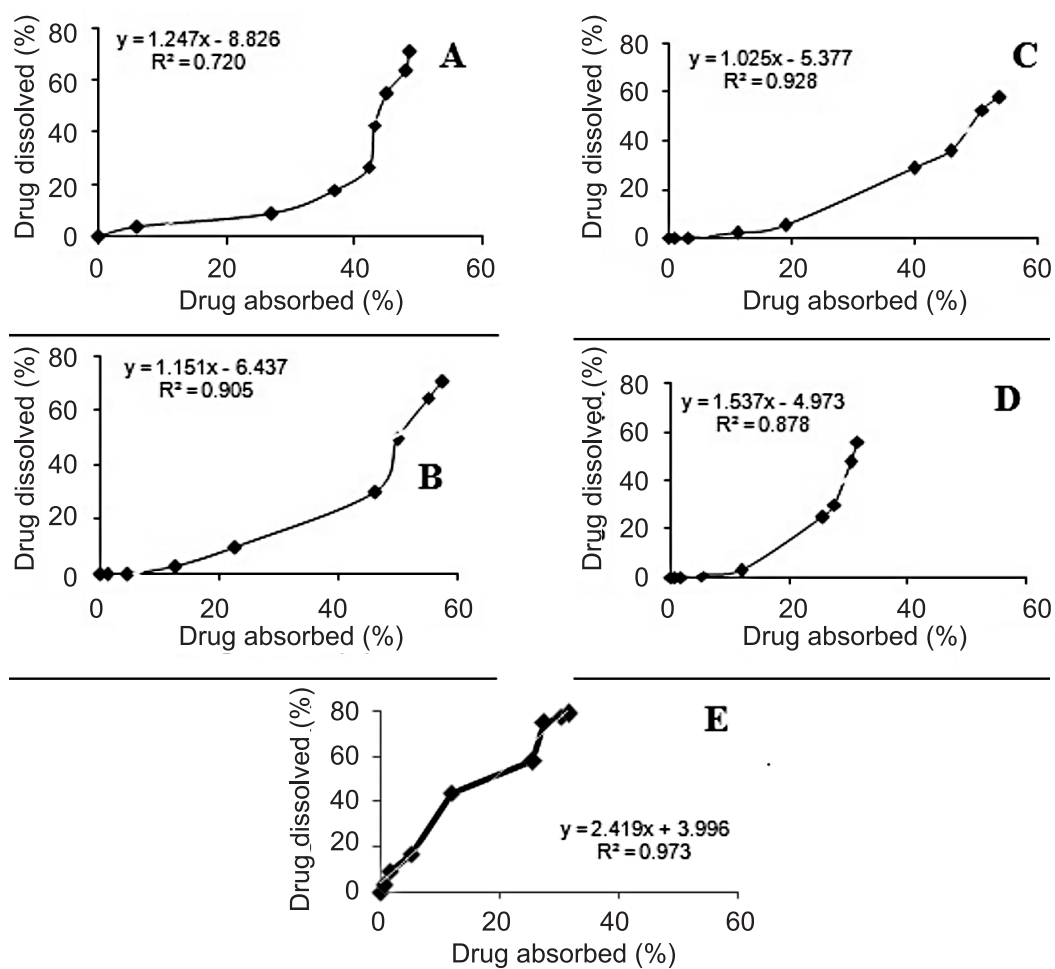 y = 1.247x - 8.826
R² = 0.720
A
Drug dissolved (%)
80
60
40
20
0
0 20 40 60
Drug absorbed (%)
y = 1.025x - 5.377
R² = 0.928
C
Drug dissolved (%)
80
60
40
20
0
0 20 40 60
Drug absorbed (%)
y = 1.151x - 6.437
R² = 0.905
B
Drug dissolved (%)
80
60
40
20
0
0 20 40 60
Drug absorbed (%)
y = 1.537x - 4.973
R² = 0.878
D
Drug dissolved (%)
80
60
40
20
0
0 20 40 60
Drug absorbed (%)
E
y = 2.419x + 3.996
R² = 0.973
Drug dissolved (%)
80
60
40
20
0
0 20 40 60
Drug absorbed (%)